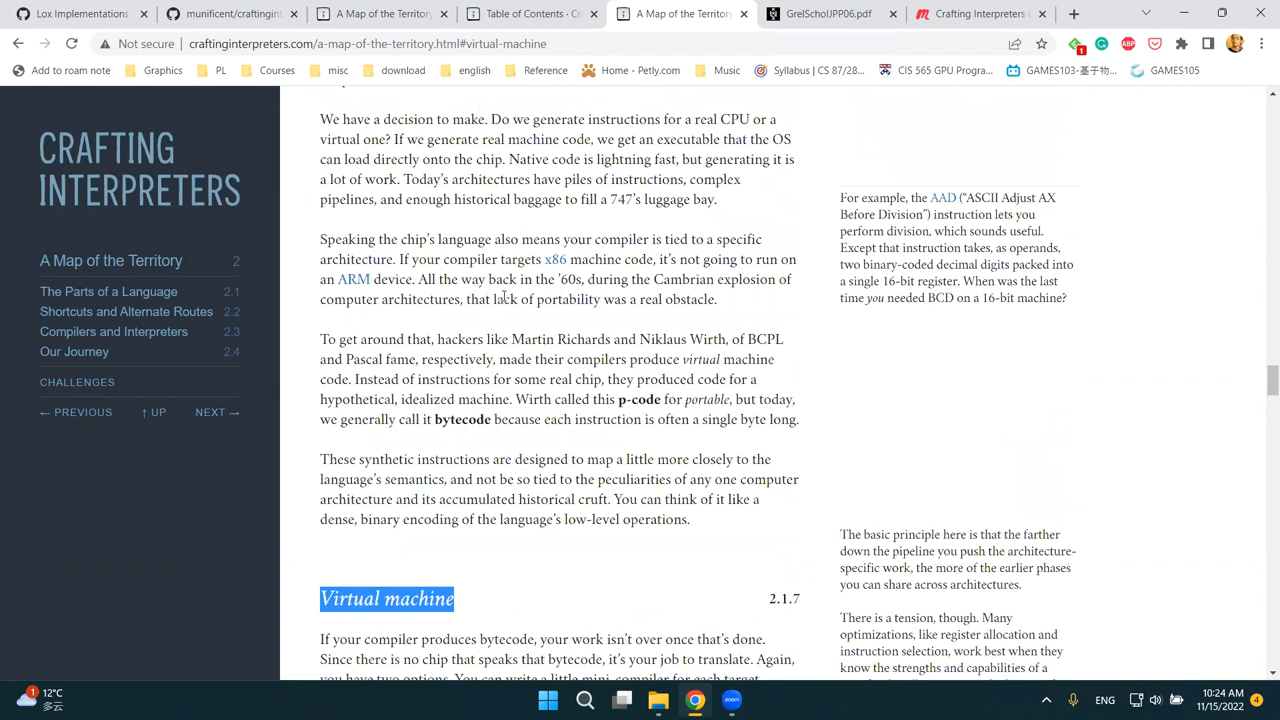 Lox Implementations
munificent/craftingint
A Map of the Territory
Table of Contents · Cra
A Map of the Territory
GrelScholJPP06.pdf
Crafting Interpreters
Not secure
craftinginterpreters.com/a-map-of-the-territory.html#virtual-machine
Add to roam note
Graphics
PL
Courses
misc
download
english
Reference
Home - Petly.com
Music
Syllabus | CS 87/28...
CIS 565 GPU Progra...
GAMES103-基于物...
GAMES105
CRAFTING
INTERPRETERS
A Map of the Territory 2
The Parts of a Language 2.1
Shortcuts and Alternate Routes 2.2
Compilers and Interpreters 2.3
Our Journey 2.4
CHALLENGES
← PREVIOUS ↑ UP NEXT →
We have a decision to make. Do we generate instructions for a real CPU or a
virtual one? If we generate real machine code, we get an executable that the OS
can load directly onto the chip. Native code is lightning fast, but generating it is
a lot of work. Today's architectures have piles of instructions, complex
pipelines, and enough historical baggage to fill a 747's luggage bay.
Speaking the chip's language also means your compiler is tied to a specific
architecture. If your compiler targets x86 machine code, it's not going to run on
an ARM device. All the way back in the '60s, during the Cambrian explosion of
computer architectures, that lack of portability was a real obstacle.
To get around that, hackers like Martin Richards and Niklaus Wirth, of BCPL
and Pascal fame, respectively, made their compilers produce virtual machine
code. Instead of instructions for some real chip, they produced code for a
hypothetical, idealized machine. Wirth called this p-code for portable, but today,
we generally call it bytecode because each instruction is often a single byte long.
These synthetic instructions are designed to map a little more closely to the
language's semantics, and not be so tied to the peculiarities of any one computer
architecture and its accumulated historical cruft. You can think of it like a
dense, binary encoding of the language's low-level operations.
Virtual machine 2.1.7
If your compiler produces bytecode, your work isn't over once that's done.
Since there is no chip that speaks that bytecode, it's your job to translate. Again,
you have two options. You can write a little mini-compiler for each target
For example, the AAD ("ASCII Adjust AX
Before Division") instruction lets you
perform division, which sounds useful.
Except that instruction takes, as operands,
two binary-coded decimal digits packed into
a single 16-bit register. When was the last
time you needed BCD on a 16-bit machine?
The basic principle here is that the farther
down the pipeline you push the architecture-
specific work, the more of the earlier phases
you can share across architectures.
There is a tension, though. Many
optimizations, like register allocation and
instruction selection, work best when they
know the strengths and capabilities of a
1
12°C
多云
zoom
ENG
10:24 AM
11/15/2022
4